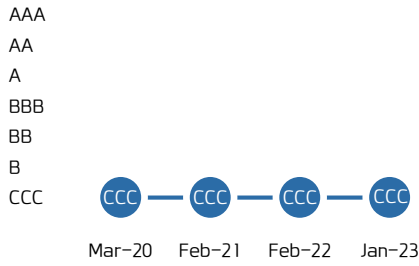 AAA
AA
A
BBB
BB
B
CCC CCC CCC CCC CCC
Mar-20 Feb-21 Feb-22 Jan-23